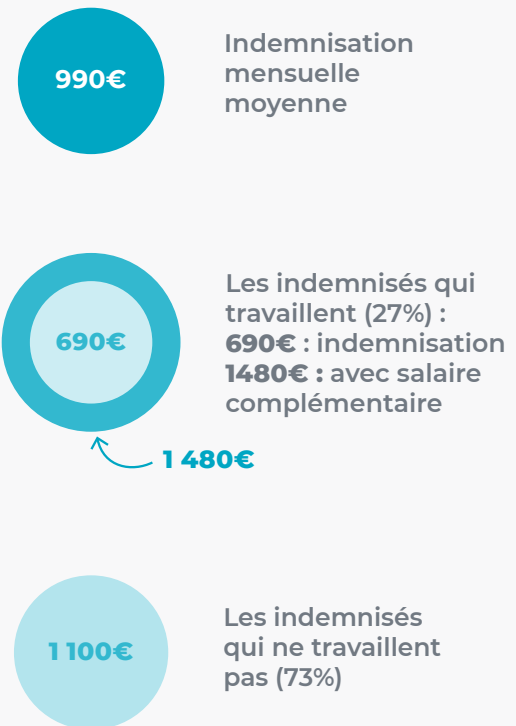 990€
Indemnisation
mensuelle
moyenne
690€
Les indemnisés qui
travaillent (27%) :
690€ : indemnisation
1480€ : avec salaire
complémentaire
1 480€
1 100€
Les indemnisés
qui ne travaillent
pas (73%)